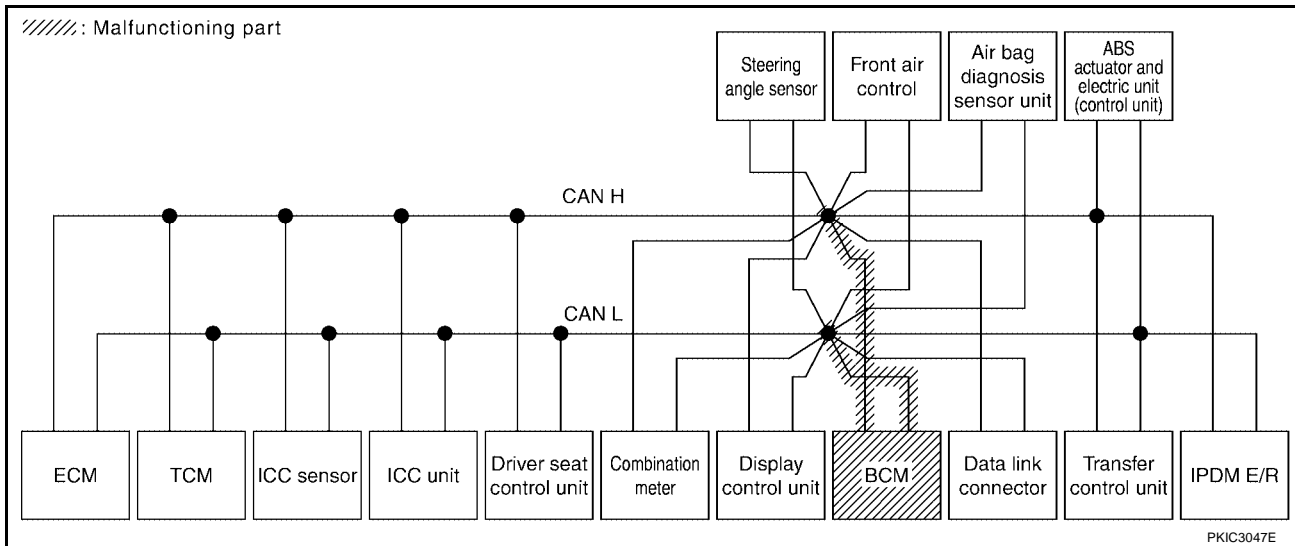 : Malfunctioning part
Steering
angle sensor
Front air
control
Air bag
diagnosis
sensor unit
ABS
actuator and
electric unit
(control unit)
CAN H
CAN L
ECM
TCM
ICC sensor
ICC unit
Driver seat
control unit
Combination
meter
Display
control unit
BCM
Data link
connector
Transfer
control unit
IPDM E/R
PKIC3047E